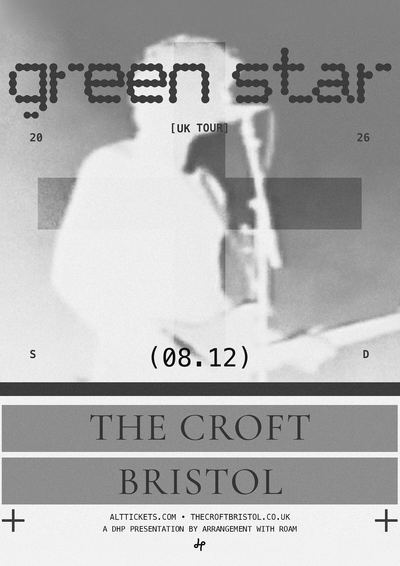 green star
[UK TOUR]
20 26
S D
(08.12)
THE CROFT
BRISTOL
ALTTICKETS.COM • THECROFTBRISTOL.CO.UK
A DHP PRESENTATION BY ARRANGEMENT WITH ROAM